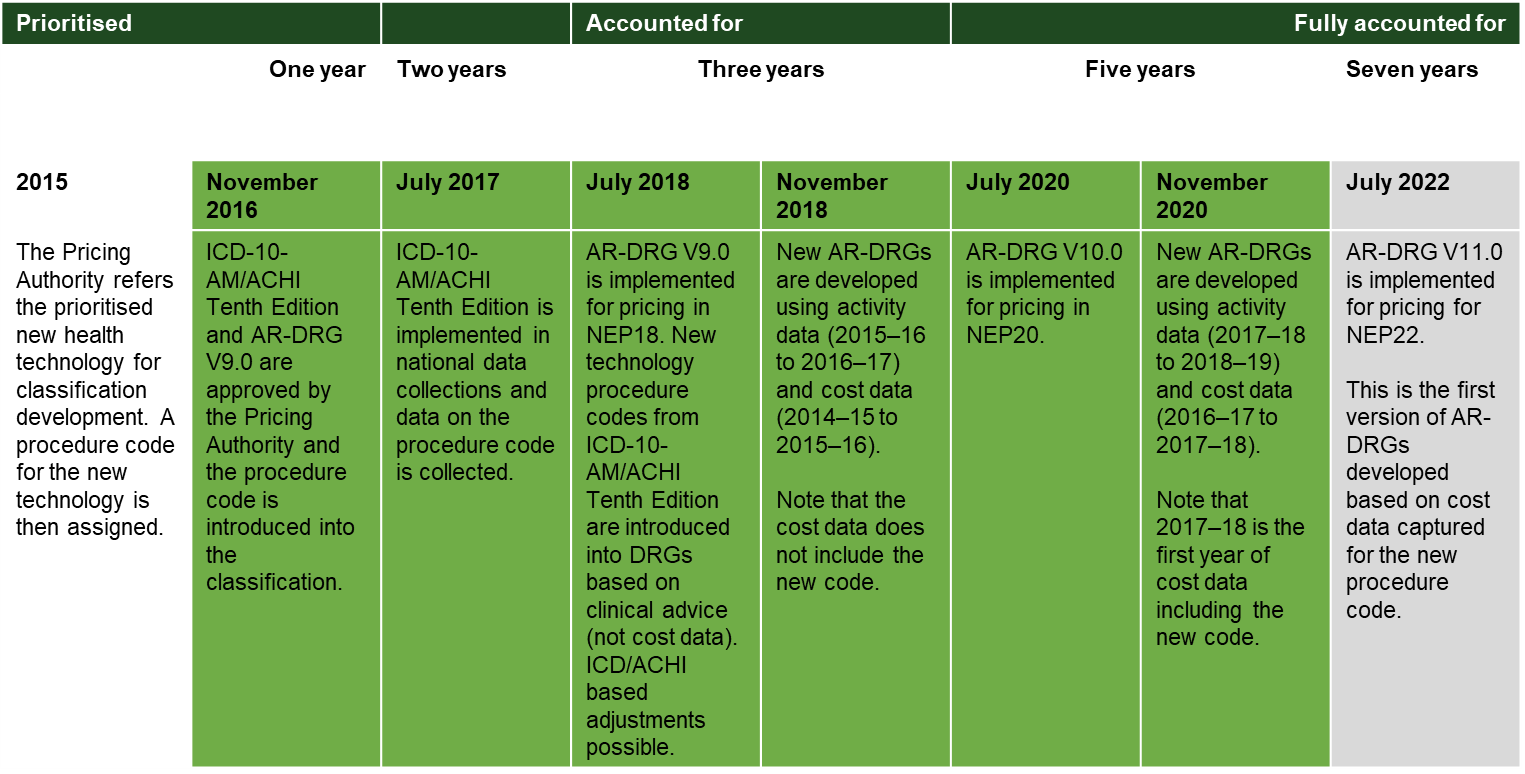 Prioritised
Accounted for
Fully accounted for
One year
Two years
Three years
Five years
Seven years
2015
The Pricing
Authority refers
the prioritised
new health
technology for
classification
development. A
procedure code
for the new
technology is
then assigned.
November
2016
ICD-10-
AM/ACHI
Tenth Edition
and AR-DRG
V9.0 are
approved by
the Pricing
Authority and
the procedure
code is
introduced into
the
classification.
July 2017
ICD-10-
AM/ACHI
Tenth Edition is
implemented in
national data
collections and
data on the
procedure code
is collected.
July 2018
AR-DRG V9.0
is implemented
for pricing in
NEP18. New
technology
procedure
codes from
ICD-10-
AM/ACHI
Tenth Edition
are introduced
into DRGs
based on
clinical advice
(not cost data).
ICD/ACHI
based
adjustments
possible.
November
2018
New AR-DRGs
are developed
using activity
data (2015–16
to 2016–17)
and cost data
(2014–15 to
2015–16).
Note that the
cost data does
not include the
new code.
July 2020
AR-DRG V10.0
is implemented
for pricing in
NEP20.
November
2020
New AR-DRGs
are developed
using activity
data (2017–18
to 2018–19)
and cost data
(2016–17 to
2017–18).
Note that
2017–18 is the
first year of
cost data
including the
new code.
July 2022
AR-DRG V11.0
is implemented
for pricing for
NEP22.
This is the first
version of AR-
DRGs
developed
based on cost
data captured
for the new
procedure
code.